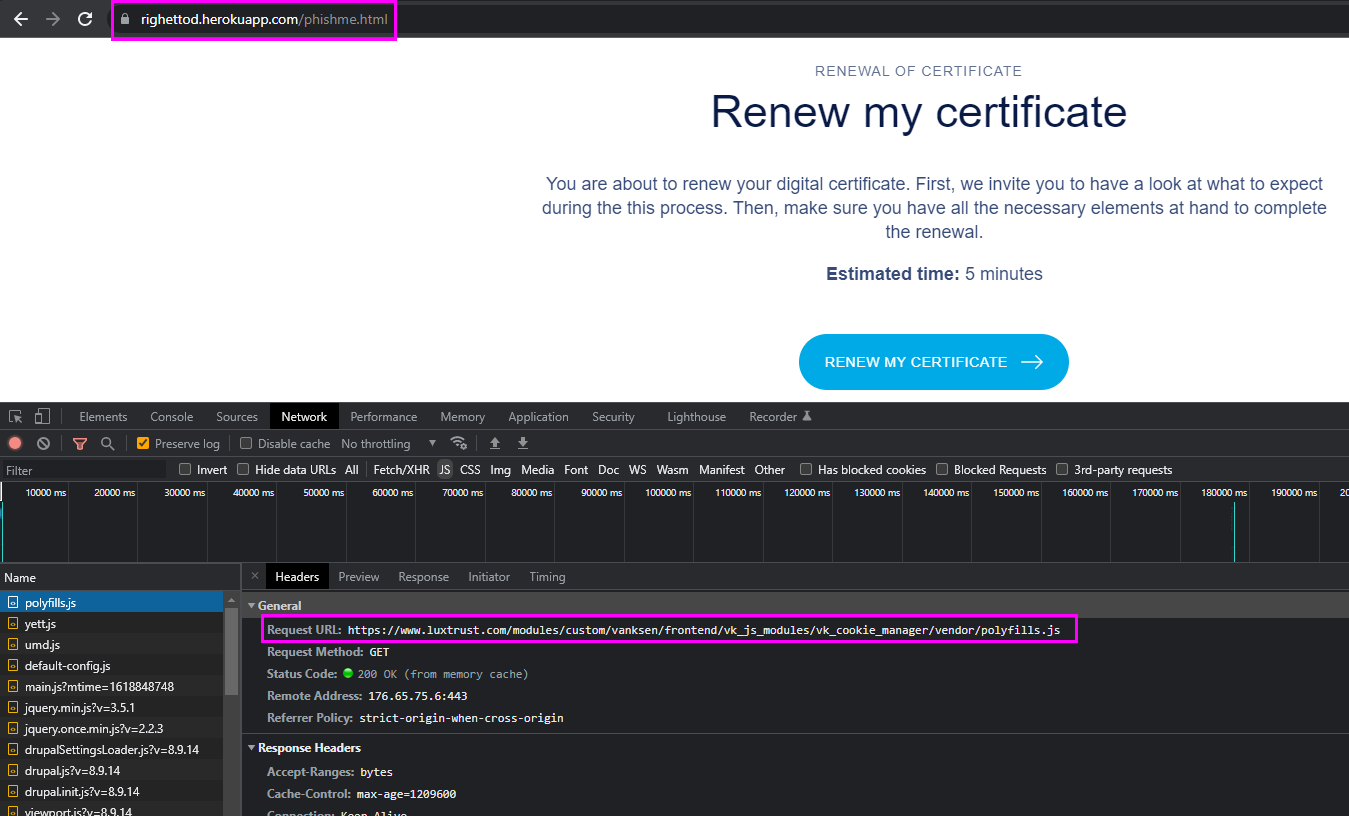 righettod.herokuapp.com/phishme.html
RENEWAL OF CERTIFICATE
Renew my certificate
You are about to renew your digital certificate. First, we invite you to have a look at what to expect
during the this process. Then, make sure you have all the necessary elements at hand to complete
the renewal.
Estimated time: 5 minutes
RENEW MY CERTIFICATE
Elements Console Sources Network Performance Memory Application Security Lighthouse Recorder
Preserve log Disable cache No throttling
Filter Invert Hide data URLs All Fetch/XHR JS CSS Img Media Font Doc WS Wasm Manifest Other Has blocked cookies Blocked Requests 3rd-party requests
10000 ms 20000 ms 30000 ms 40000 ms 50000 ms 60000 ms 70000 ms 80000 ms 90000 ms 100000 ms 110000 ms 120000 ms 130000 ms 140000 ms 150000 ms 160000 ms 170000 ms 180000 ms 190000 ms 20
Name
polyfills.js
yett.js
umd.js
default-config.js
main.js?mtime=1618848748
jquery.min.js?v=3.5.1
jquery.once.min.js?v=2.2.3
drupalSettingsLoader.js?v=8.9.14
drupal.js?v=8.9.14
drupal.init.js?v=8.9.14
viewport.js?v=8.9.14
Headers Preview Response Initiator Timing
General
Request URL: https://www.luxtrust.com/modules/custom/vanksen/frontend/vk_js_modules/vk_cookie_manager/vendor/polyfills.js
Request Method: GET
Status Code: 200 OK (from memory cache)
Remote Address: 176.65.75.6:443
Referrer Policy: strict-origin-when-cross-origin
Response Headers
Accept-Ranges: bytes
Cache-Control: max-age=1209600
Connection: Keep-Alive